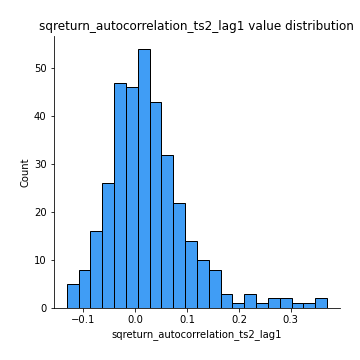 sqreturn_autocorrelation_ts2_lag1 value distribution
50
40
30
20
10
0
Count
−0.1 0.0 0.1 0.2 0.3
sqreturn_autocorrelation_ts2_lag1